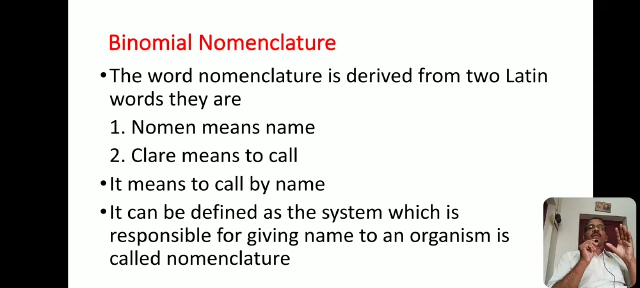 Binomial Nomenclature
•The word nomenclature is derived from two Latin
words they are
1. Nomen means name
2. Clare means to call
•It means to call by name
•It can be defined as the system which is
responsible for giving name to an organism is
called nomenclature